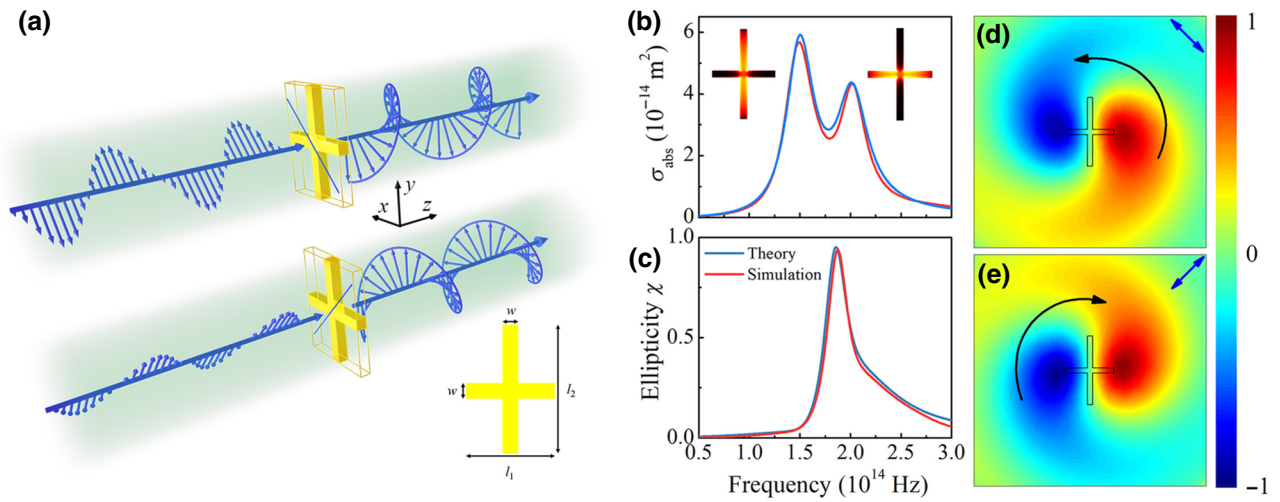 (a)
y
x
z
w
w
l₂
l₁
(b)
6
4
2
0
σabs (10⁻¹⁴ m²)
(c)
1.0
0.5
0.0
Ellipticity χ
Theory
Simulation
0.5 1.0 1.5 2.0 2.5 3.0
Frequency (10¹⁴ Hz)
(d)
(e)
1
0
−1